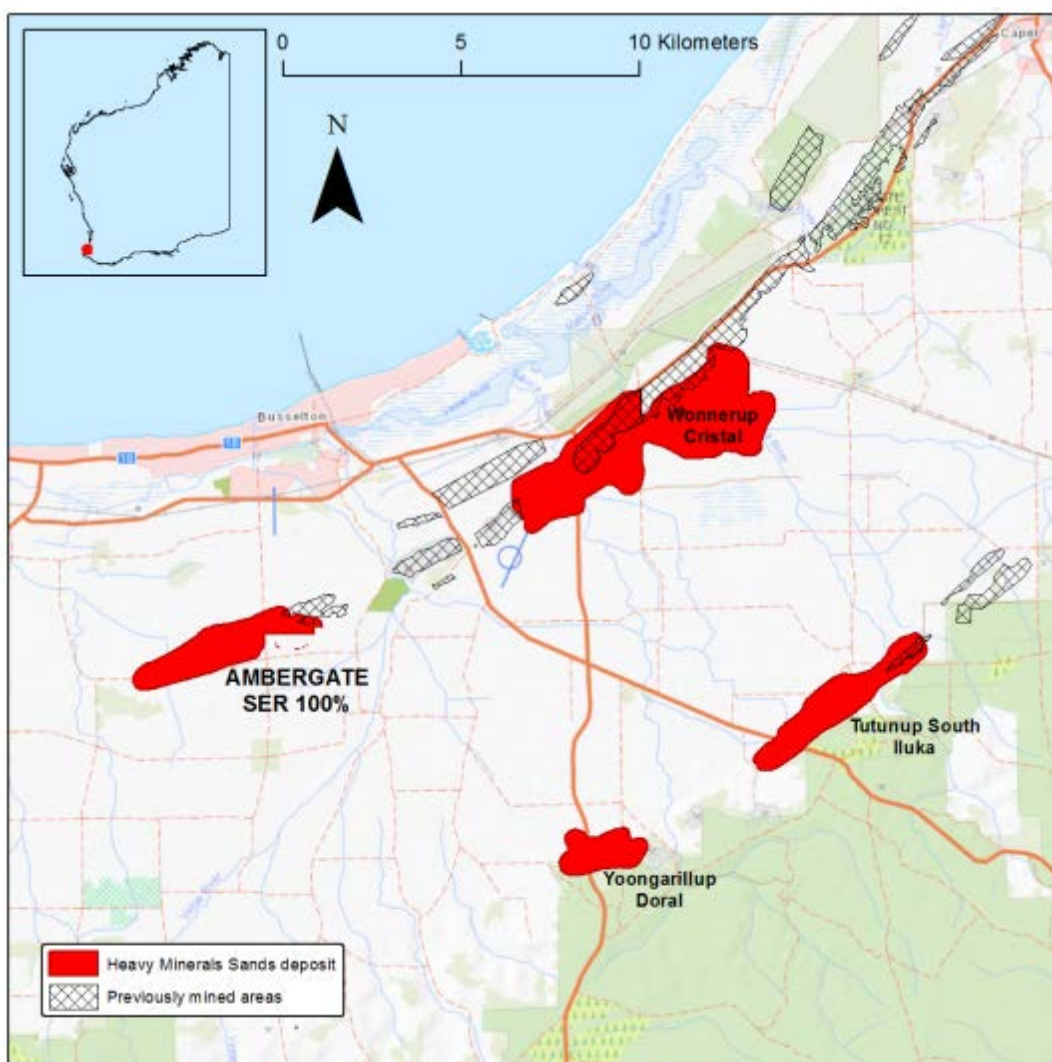 0
5
10 Kilometers
N
Capel
Busselton
10
10
Wonnerup
Cristal
AMBERGATE
SER 100%
Tutunup South
Iluka
Yoongarillup
Doral
Heavy Minerals Sands deposit
Previously mined areas